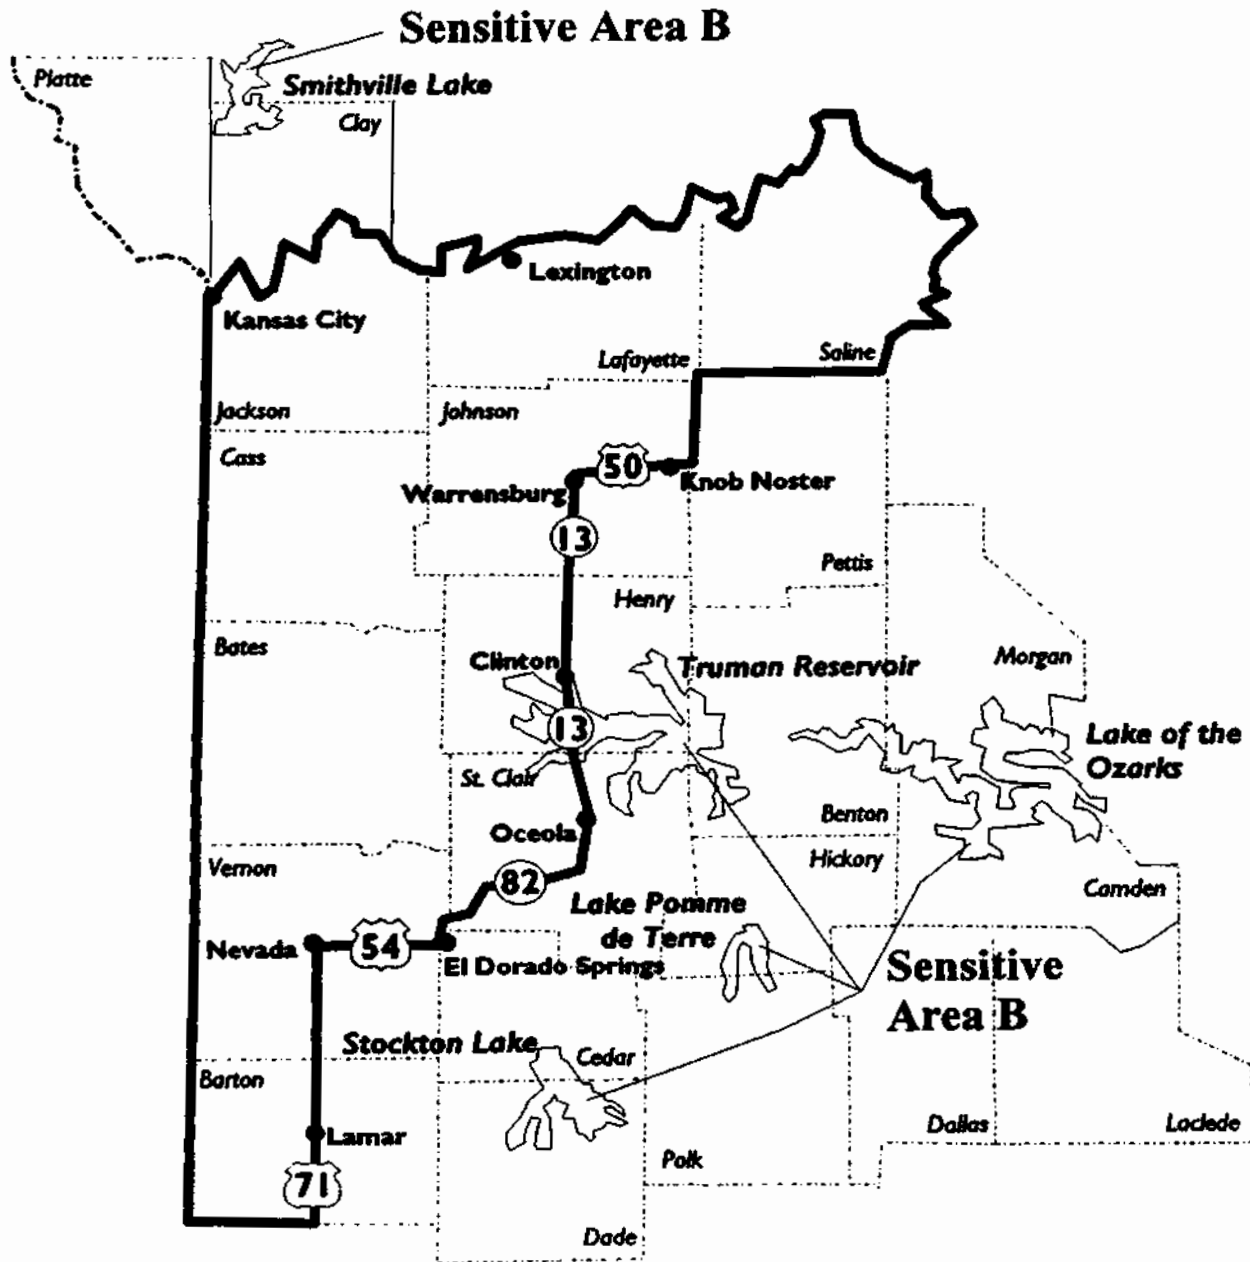 Sensitive Area B
Platte
Smithville Lake
Clay
Lexington
Kansas City
Lafayette
Saline
Jackson
Johnson
Cass
50
Warrensburg
Knob Noster
13
Pettis
Henry
Bates
Clinton
Truman Reservoir
Morgan
13
Lake of the
Ozarks
St. Clair
Oceola
Benton
Hickory
Vernon
82
Camden
Lake Pomme
de Terre
Nevada
54
El Dorado Springs
Sensitive
Area B
Stockton Lake
Cedar
Barton
Lamar
Dallas
Laclede
Polk
71
Dade